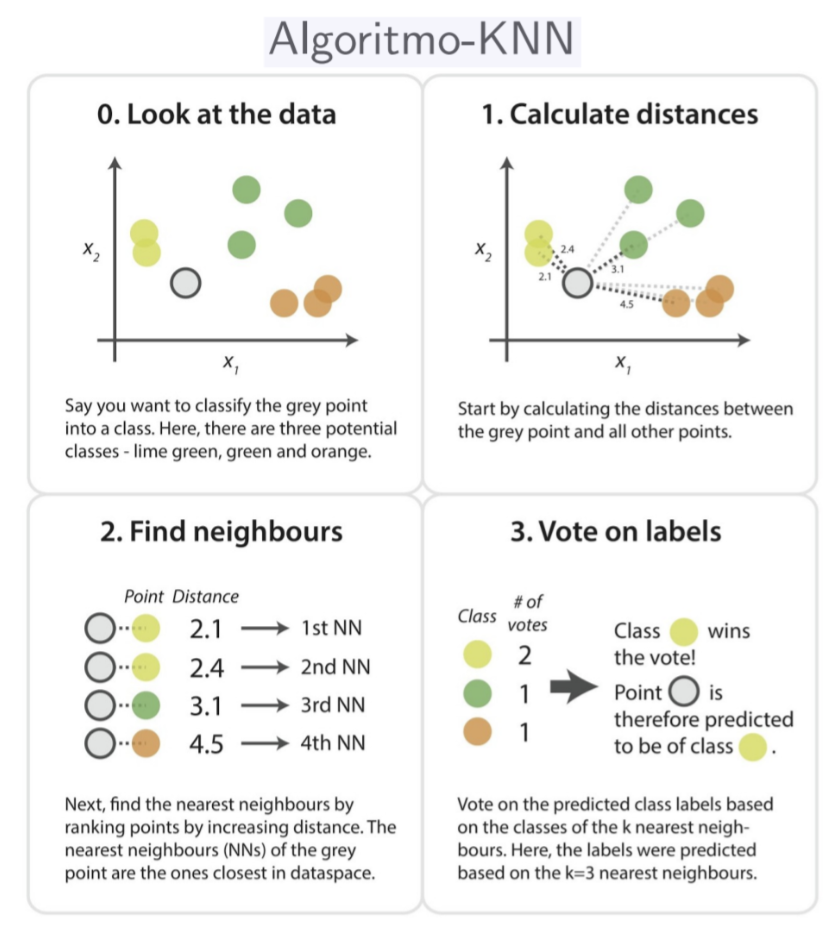 Algoritmo-KNN
0. Look at the data
X2
X1
Say you want to classify the grey point
into a class. Here, there are three potential
classes - lime green, green and orange.
1. Calculate distances
X2
2.4
2.1
3.1
4.5
X1
Start by calculating the distances between
the grey point and all other points.
2. Find neighbours
Point Distance
2.1 1st NN
2.4 2nd NN
3.1 3rd NN
4.5 4th NN
Next, find the nearest neighbours by
ranking points by increasing distance. The
nearest neighbours (NNs) of the grey
point are the ones closest in dataspace.
3. Vote on labels
Class # of
votes
2
1
1
Class wins
the vote!
Point is
therefore predicted
to be of class .
Vote on the predicted class labels based
on the classes of the k nearest neigh-
bours. Here, the labels were predicted
based on the k=3 nearest neighbours.